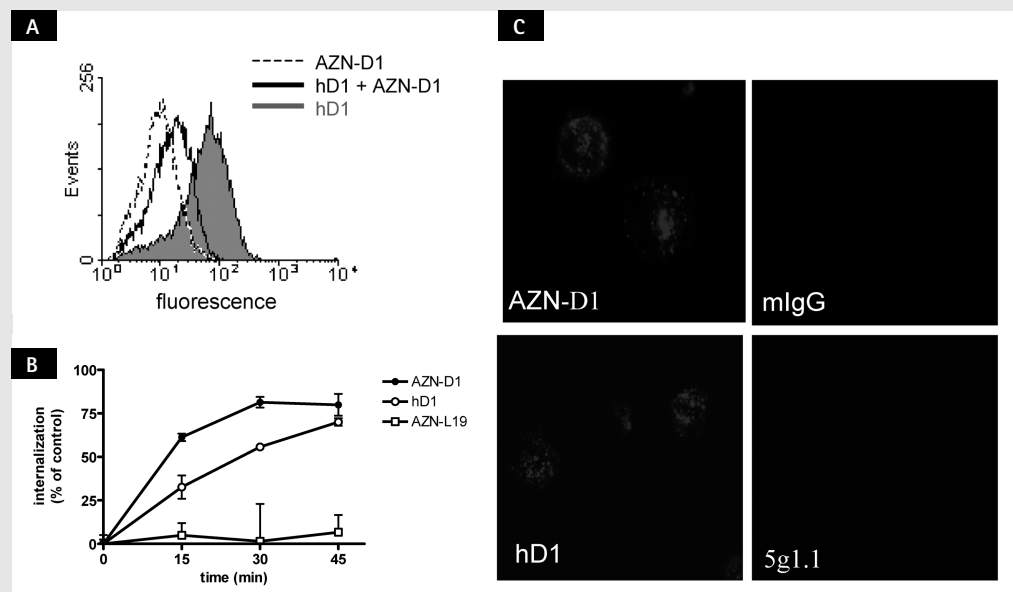 A
AZN-D1
hD1 + AZN-D1
hD1
256
Events
0
10⁰ 10¹ 10² 10³ 10⁴
fluorescence
B
100
75
50
25
0
internalization
(% of control)
0 15 30 45
time (min)
AZN-D1
hD1
AZN-L19
C
AZN-D1
mIgG
hD1
5g1.1